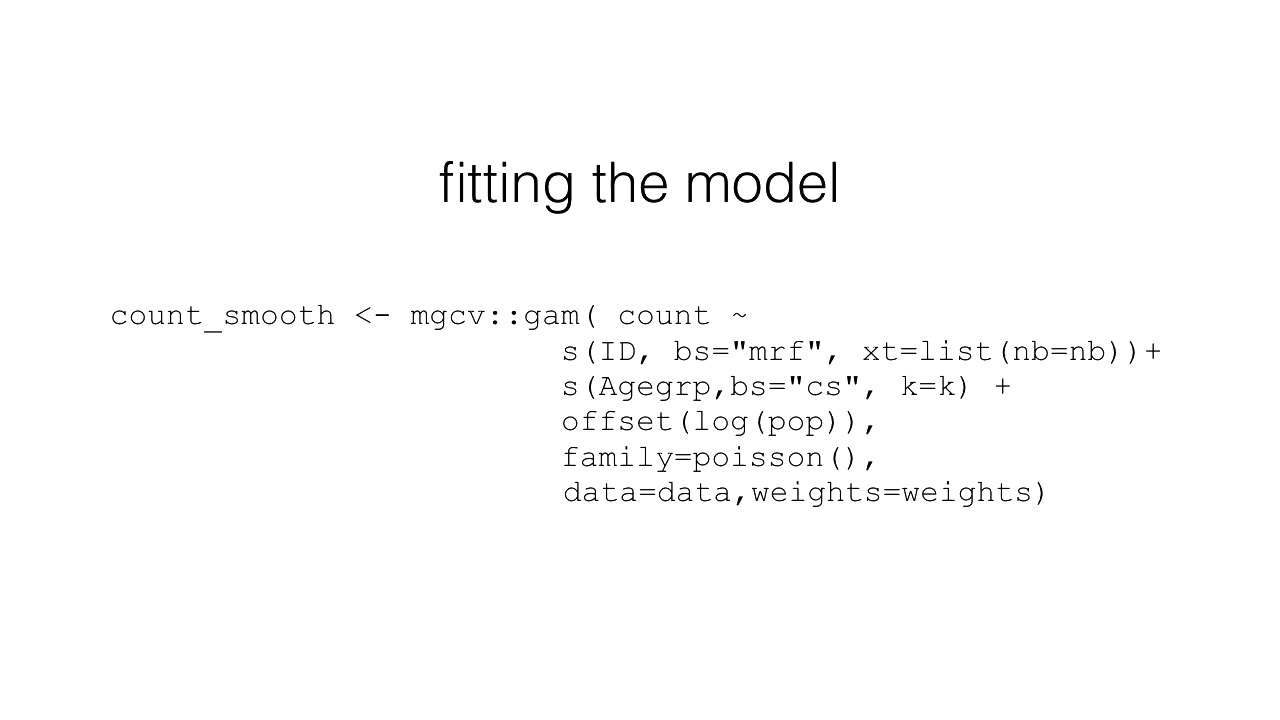 fitting the model
count_smooth <- mgcv::gam( count ~
s(ID, bs="mrf", xt=list(nb=nb))+
s(Agegrp,bs="cs", k=k) +
offset(log(pop)),
family=poisson(),
data=data,weights=weights)